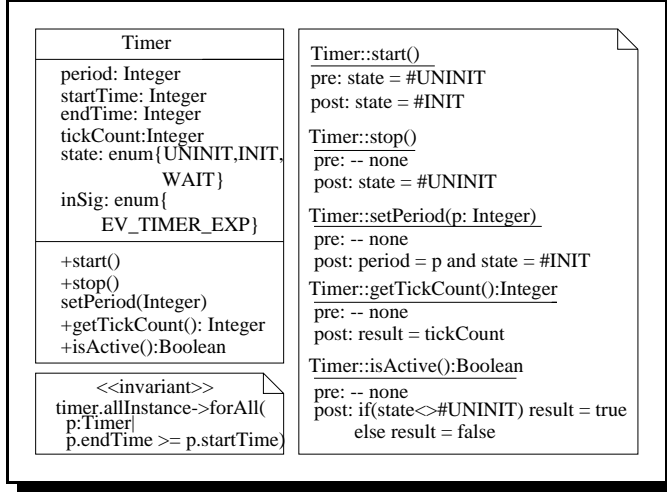 Timer
period: Integer
startTime: Integer
endTime: Integer
tickCount:Integer
state: enum{UNINIT,INIT,
WAIT}
inSig: enum{
EV_TIMER_EXP}
+start()
+stop()
setPeriod(Integer)
+getTickCount(): Integer
+isActive():Boolean
<<invariant>>
timer.allInstance->forAll(
p:Timer|
p.endTime >= p.startTime)
Timer::start()
pre: state = #UNINIT
post: state = #INIT
Timer::stop()
pre: -- none
post: state = #UNINIT
Timer::setPeriod(p: Integer)
pre: -- none
post: period = p and state = #INIT
Timer::getTickCount():Integer
pre: -- none
post: result = tickCount
Timer::isActive():Boolean
pre: -- none
post: if(state<>#UNINIT) result = true
else result = false